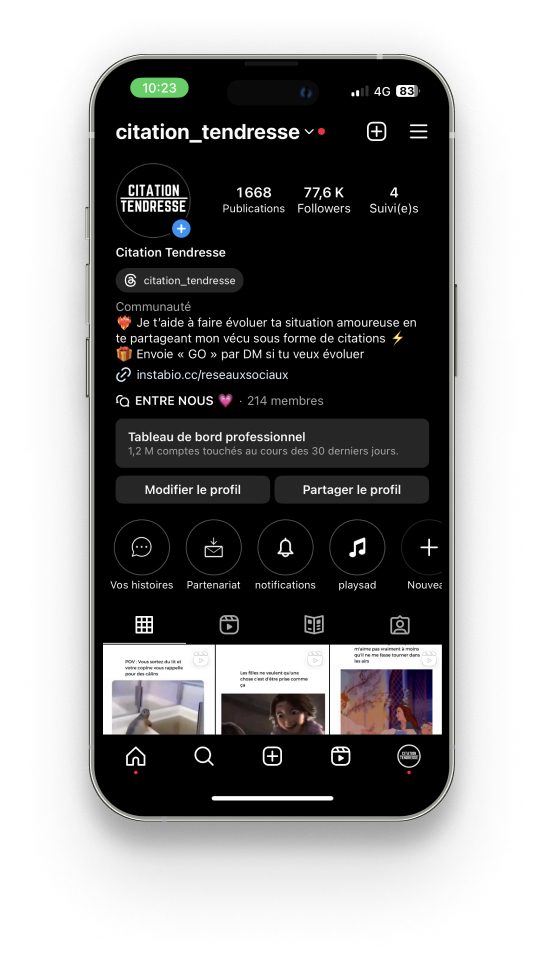 10:23
4G 83
citation_tendresse
CITATION
TENDRESSE
1 668 77,6 K 4
Publications Followers Suivi(e)s
Citation Tendresse
citation_tendresse
Communauté
❤️‍🔥 Je t'aide à faire évoluer ta situation amoureuse en
te partageant mon vécu sous forme de citations ⚡
🎁 Envoie « GO » par DM si tu veux évoluer
instabio.cc/reseauxsociaux
ENTRE NOUS 💗 · 214 membres
Tableau de bord professionnel
1,2 M comptes touchés au cours des 30 derniers jours.
Modifier le profil Partager le profil
Vos histoires Partenariat notifications playsad Nouvea
POV : Vous sortez du lit et
votre copine vous rappelle
pour des câlins
Les filles ne veulent qu'une
chose c'est d'être prise comme
ça
m'aime pas vraiment à moins
qu'il ne me fasse tourner dans
les airs
CITATION
TENDRESSE